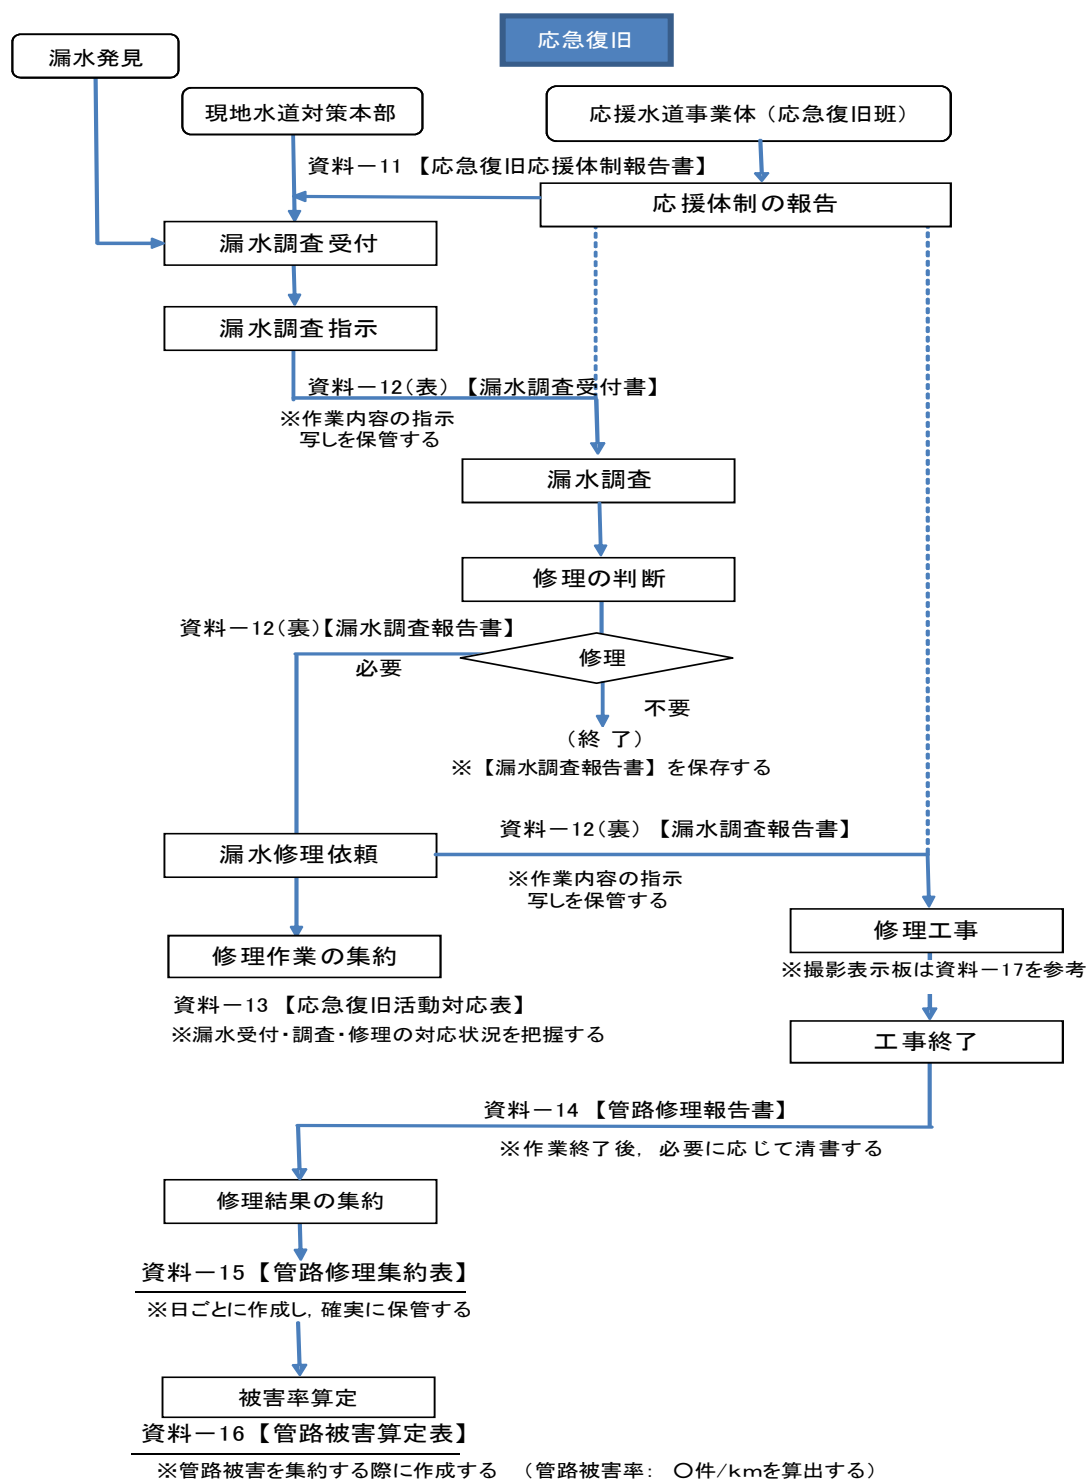 応急復旧
漏水発見
現地水道対策本部
応援水道事業体（応急復旧班）
資料－11【応急復旧応援体制報告書】
応援体制の報告
漏水調査受付
漏水調査指示
資料－12（表）【漏水調査受付書】
※作業内容の指示
写しを保管する
漏水調査
修理の判断
資料－12（裏）【漏水調査報告書】
修理
必要
不要
（終 了）
※【漏水調査報告書】を保存する
資料－12（裏）【漏水調査報告書】
漏水修理依頼
※作業内容の指示
写しを保管する
修理工事
修理作業の集約
※撮影表示板は資料－17を参考
資料－13【応急復旧活動対応表】
※漏水受付・調査・修理の対応状況を把握する
工事終了
資料－14【管路修理報告書】
※作業終了後，必要に応じて清書する
修理結果の集約
資料－15【管路修理集約表】
※日ごとに作成し，確実に保管する
被害率算定
資料－16【管路被害算定表】
※管路被害を集約する際に作成する　（管路被害率：　〇件/kmを算出する）